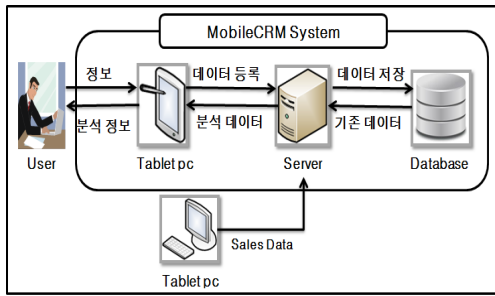 MobileCRM System
정보
데이터 등록
데이터 저장
분석 정보
분석 데이터
기존 데이터
User
Tablet pc
Server
Database
Sales Data
Tablet pc